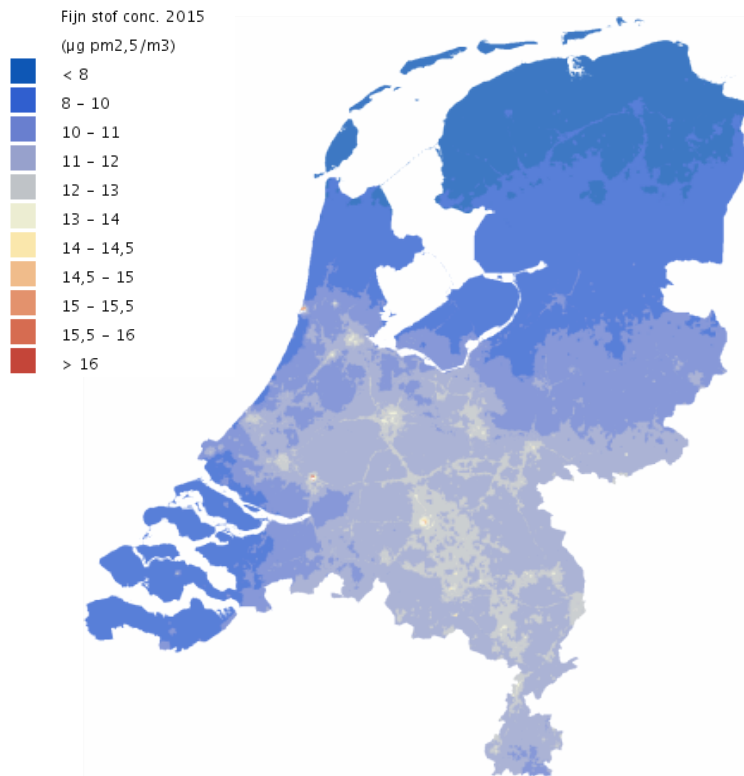 Fijn stof conc. 2015
(µg pm2,5/m3)
< 8
8 – 10
10 – 11
11 – 12
12 – 13
13 – 14
14 – 14,5
14,5 – 15
15 – 15,5
15,5 – 16
> 16